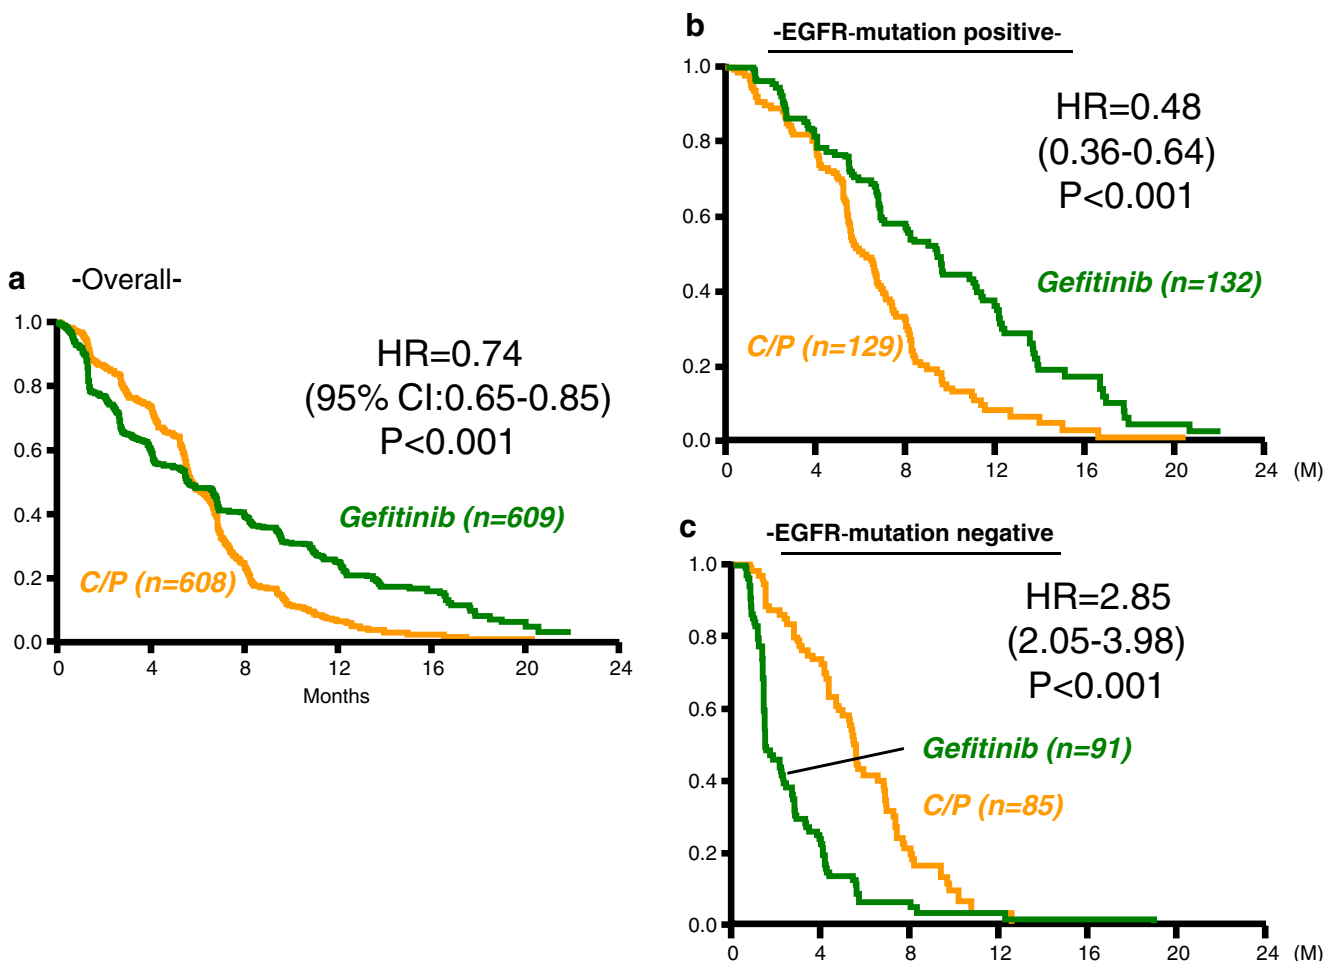 a -Overall-
1.0
0.8
0.6
0.4
0.2
0.0
HR=0.74
(95% CI:0.65-0.85)
P<0.001
Gefitinib (n=609)
C/P (n=608)
0 4 8 12 16 20 24
Months
b -EGFR-mutation positive-
1.0
0.8
0.6
0.4
0.2
0.0
HR=0.48
(0.36-0.64)
P<0.001
Gefitinib (n=132)
C/P (n=129)
0 4 8 12 16 20 24 (M)
c -EGFR-mutation negative
1.0
0.8
0.6
0.4
0.2
0.0
HR=2.85
(2.05-3.98)
P<0.001
Gefitinib (n=91)
C/P (n=85)
0 4 8 12 16 20 24 (M)